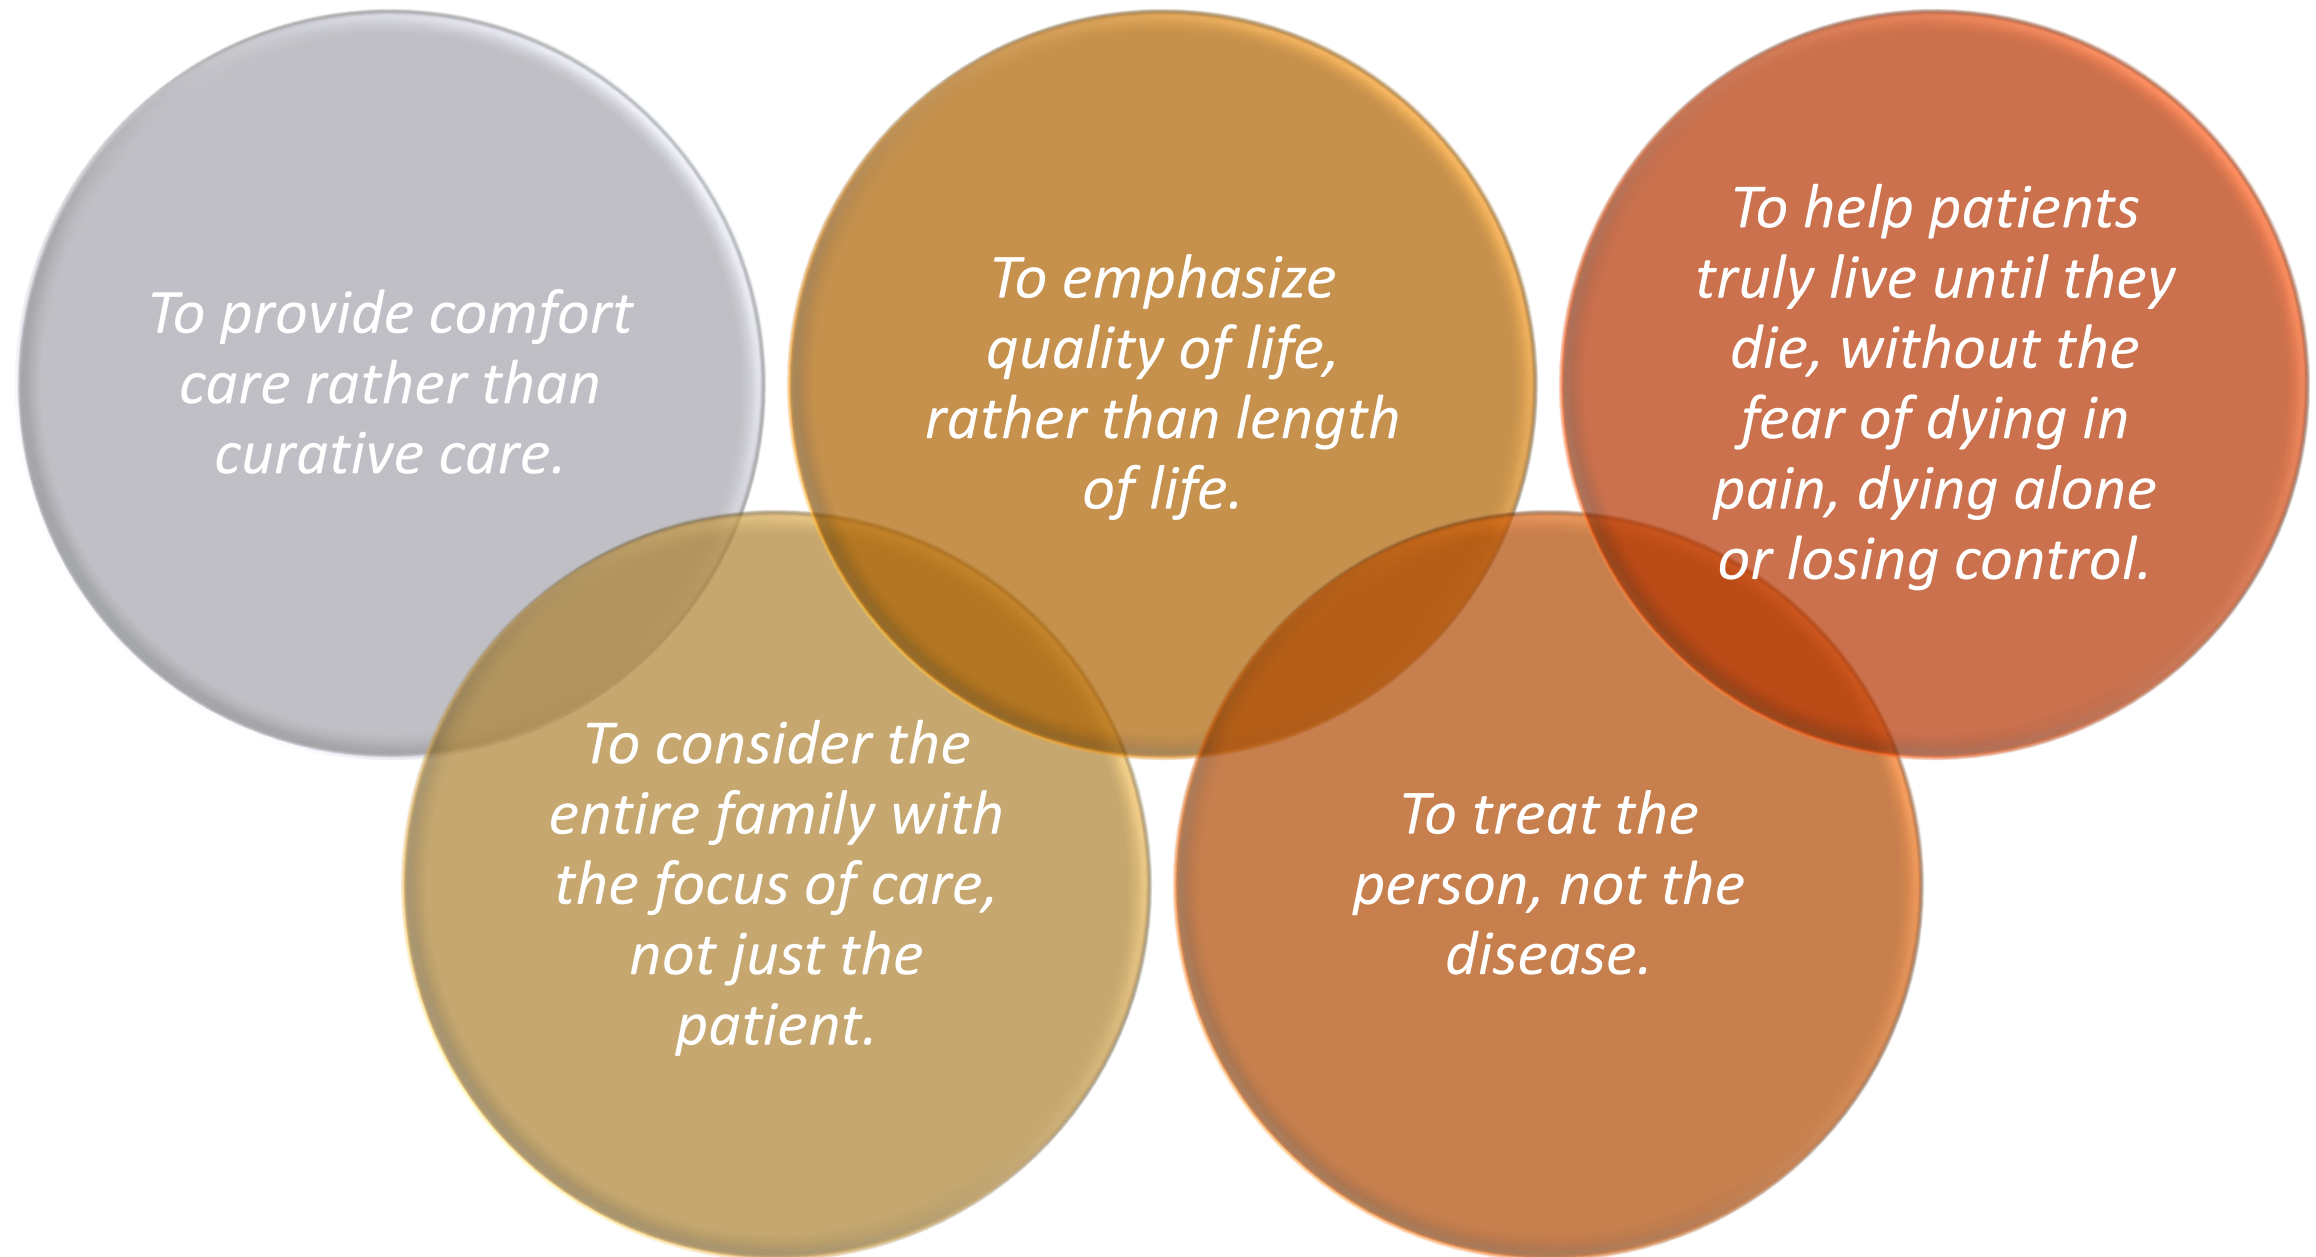 To provide comfort
care rather than
curative care.
To consider the
entire family with
the focus of care,
not just the
patient.
To emphasize
quality of life,
rather than length
of life.
To treat the
person, not the
disease.
To help patients
truly live until they
die, without the
fear of dying in
pain, dying alone
or losing control.